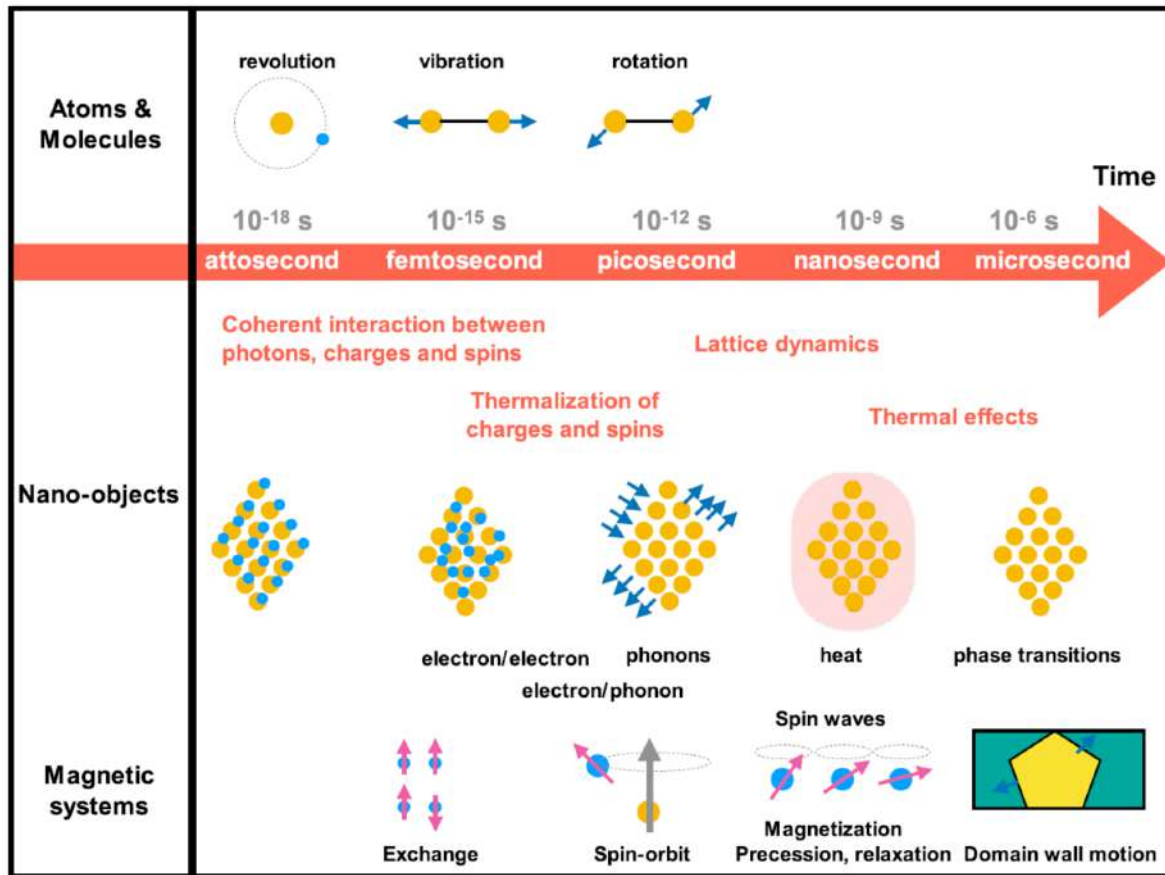 revolution
vibration
rotation
Atoms &
Molecules
Time
10⁻¹⁸ s
10⁻¹⁵ s
10⁻¹² s
10⁻⁹ s
10⁻⁶ s
attosecond
femtosecond
picosecond
nanosecond
microsecond
Coherent interaction between
photons, charges and spins
Lattice dynamics
Thermalization of
charges and spins
Thermal effects
Nano-objects
electron/electron
phonons
heat
phase transitions
electron/phonon
Spin waves
Magnetic
systems
Exchange
Spin-orbit
Magnetization
Precession, relaxation
Domain wall motion